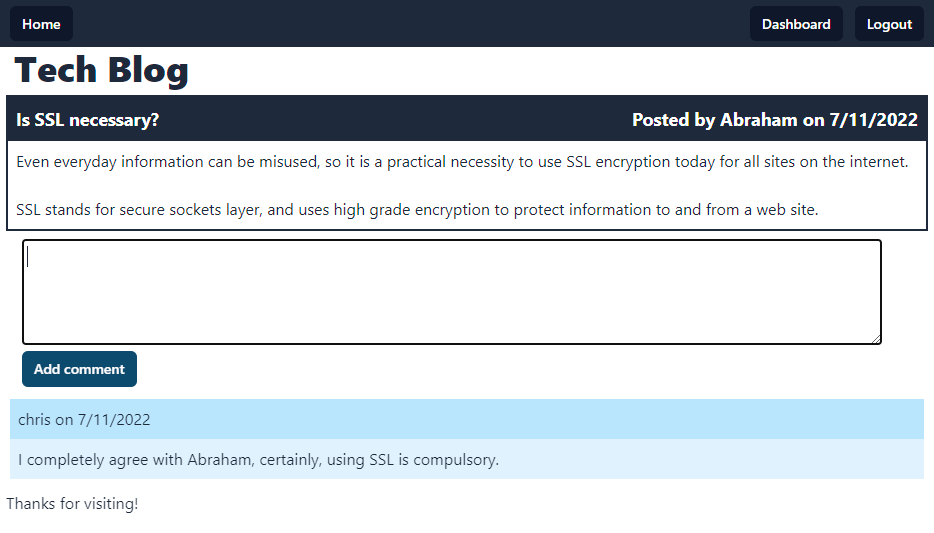 Home Dashboard Logout
Tech Blog
Is SSL necessary? Posted by Abraham on 7/11/2022
Even everyday information can be misused, so it is a practical necessity to use SSL encryption today for all sites on the internet.
SSL stands for secure sockets layer, and uses high grade encryption to protect information to and from a web site.
Add comment
chris on 7/11/2022
I completely agree with Abraham, certainly, using SSL is compulsory.
Thanks for visiting!